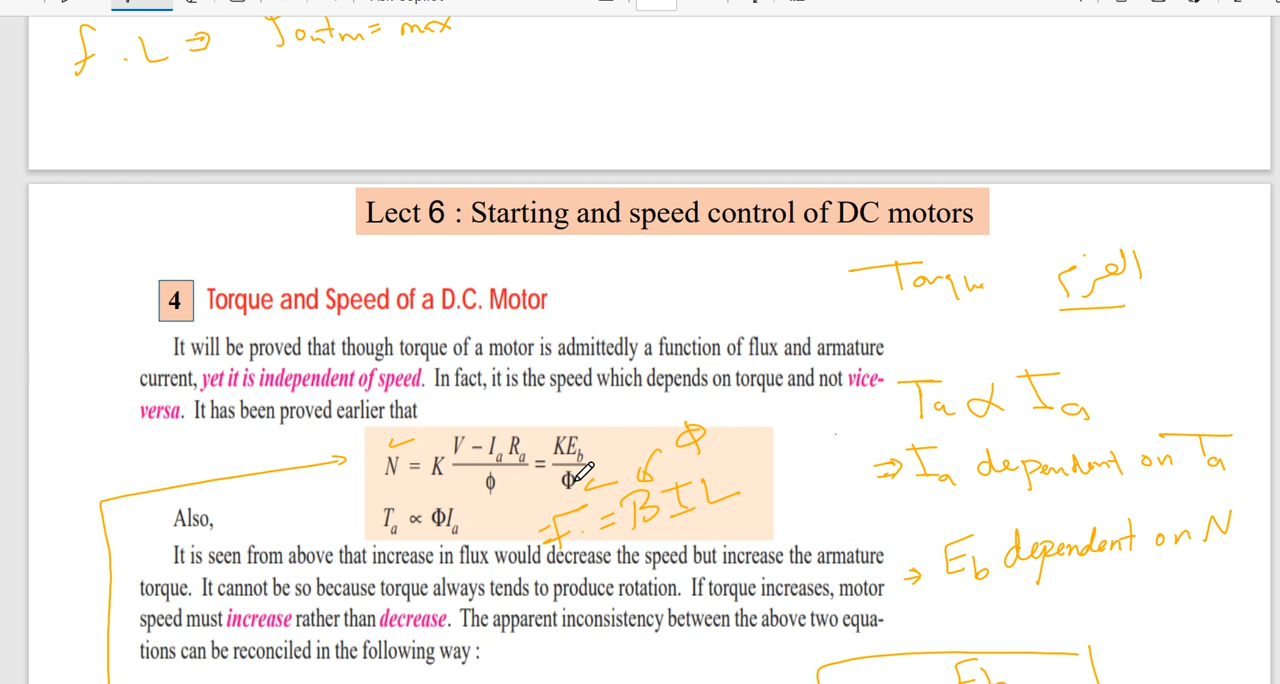 f.L ⇒
Lect 6 : Starting and speed control of DC motors
Torque العزم
4 Torque and Speed of a D.C. Motor
It will be proved that though torque of a motor is admittedly a function of flux and armature
current, yet it is independent of speed. In fact, it is the speed which depends on torque and not vice-
versa. It has been proved earlier that
N = K (V – Ia Ra)/ϕ = KEb/Φ
Also, Ta ∝ ΦIa
Φ
F = BIL
Ta ∝ Ia
⇒ Ia dependent on Ta
→ Eb dependent on N
It is seen from above that increase in flux would decrease the speed but increase the armature
torque. It cannot be so because torque always tends to produce rotation. If torque increases, motor
speed must increase rather than decrease. The apparent inconsistency between the above two equa-
tions can be reconciled in the following way :
Eb